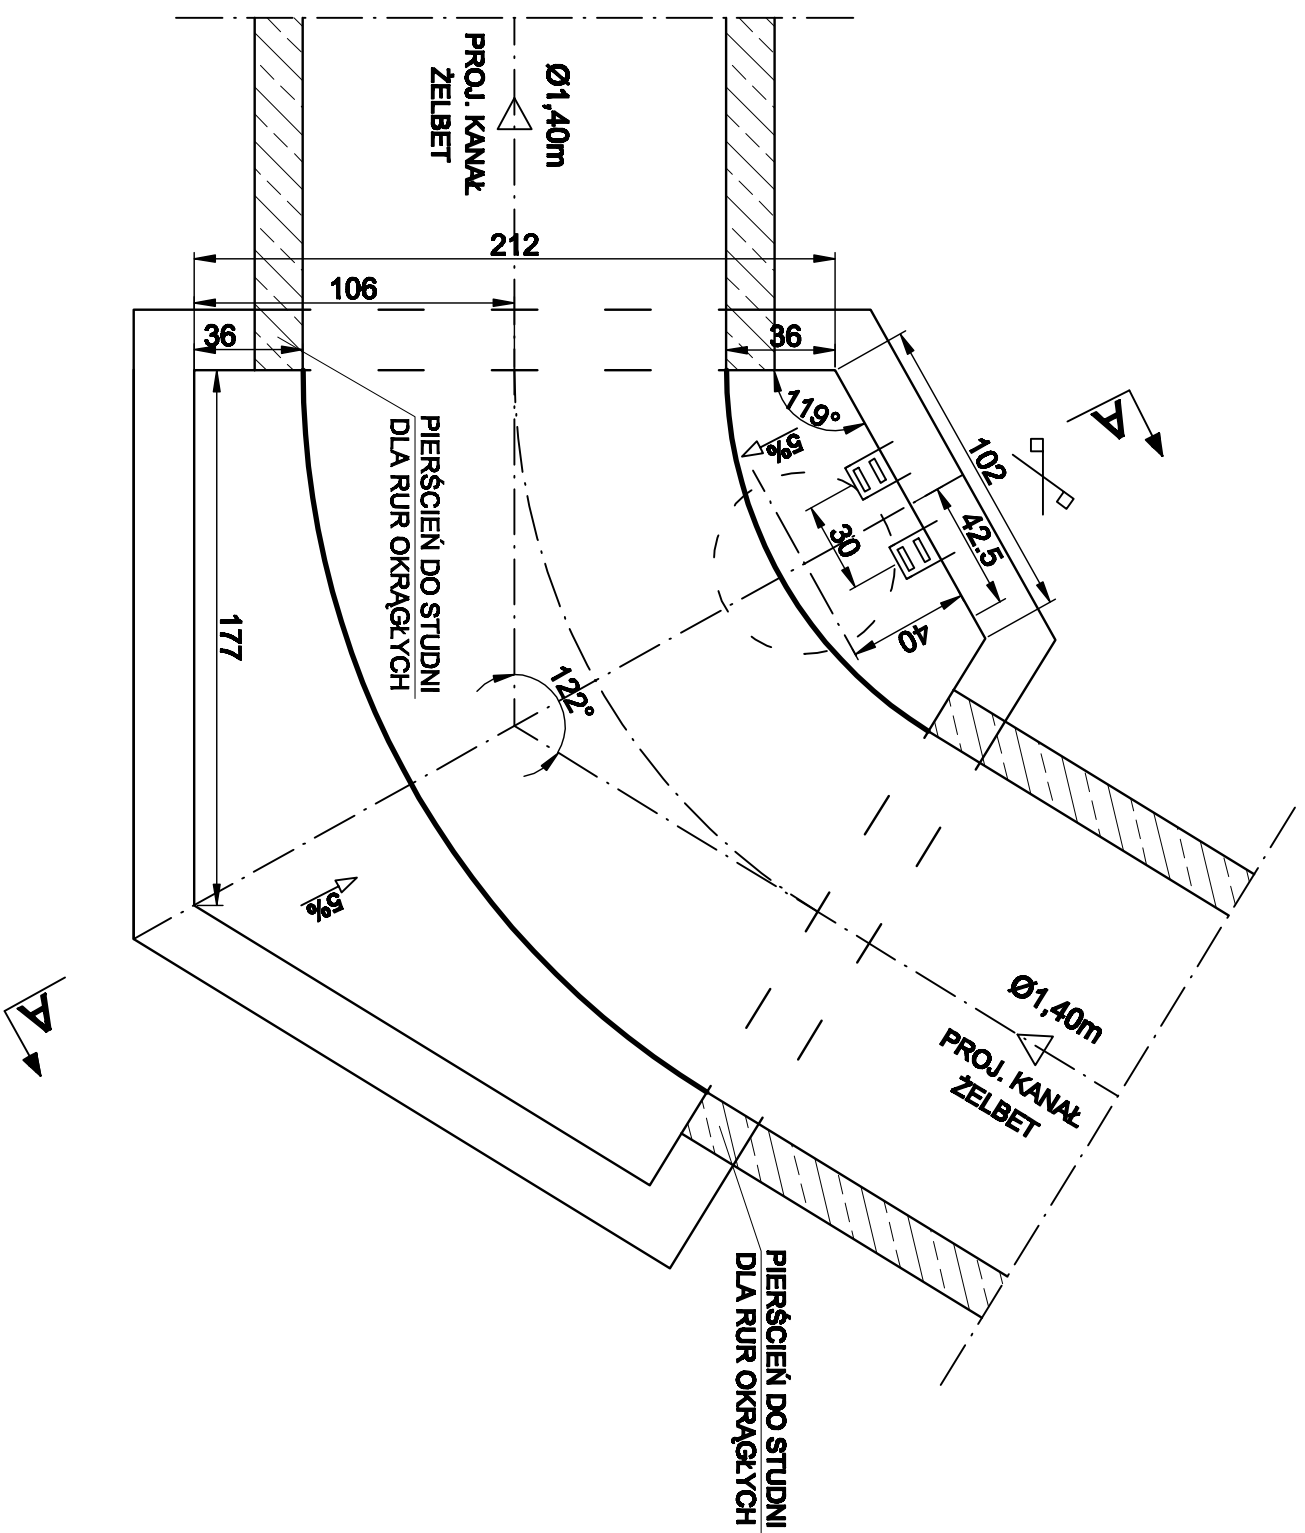 Ø1,40m
PROJ. KANAŁ
ŻELBET
212
106
36
36
119°
5%
102
42.5
30
40
A
PIERŚCIEŃ DO STUDNI
DLA RUR OKRĄGŁYCH
177
122°
5%
A
Ø1,40m
PROJ. KANAŁ
ŻELBET
PIERŚCIEŃ DO STUDNI
DLA RUR OKRĄGŁYCH